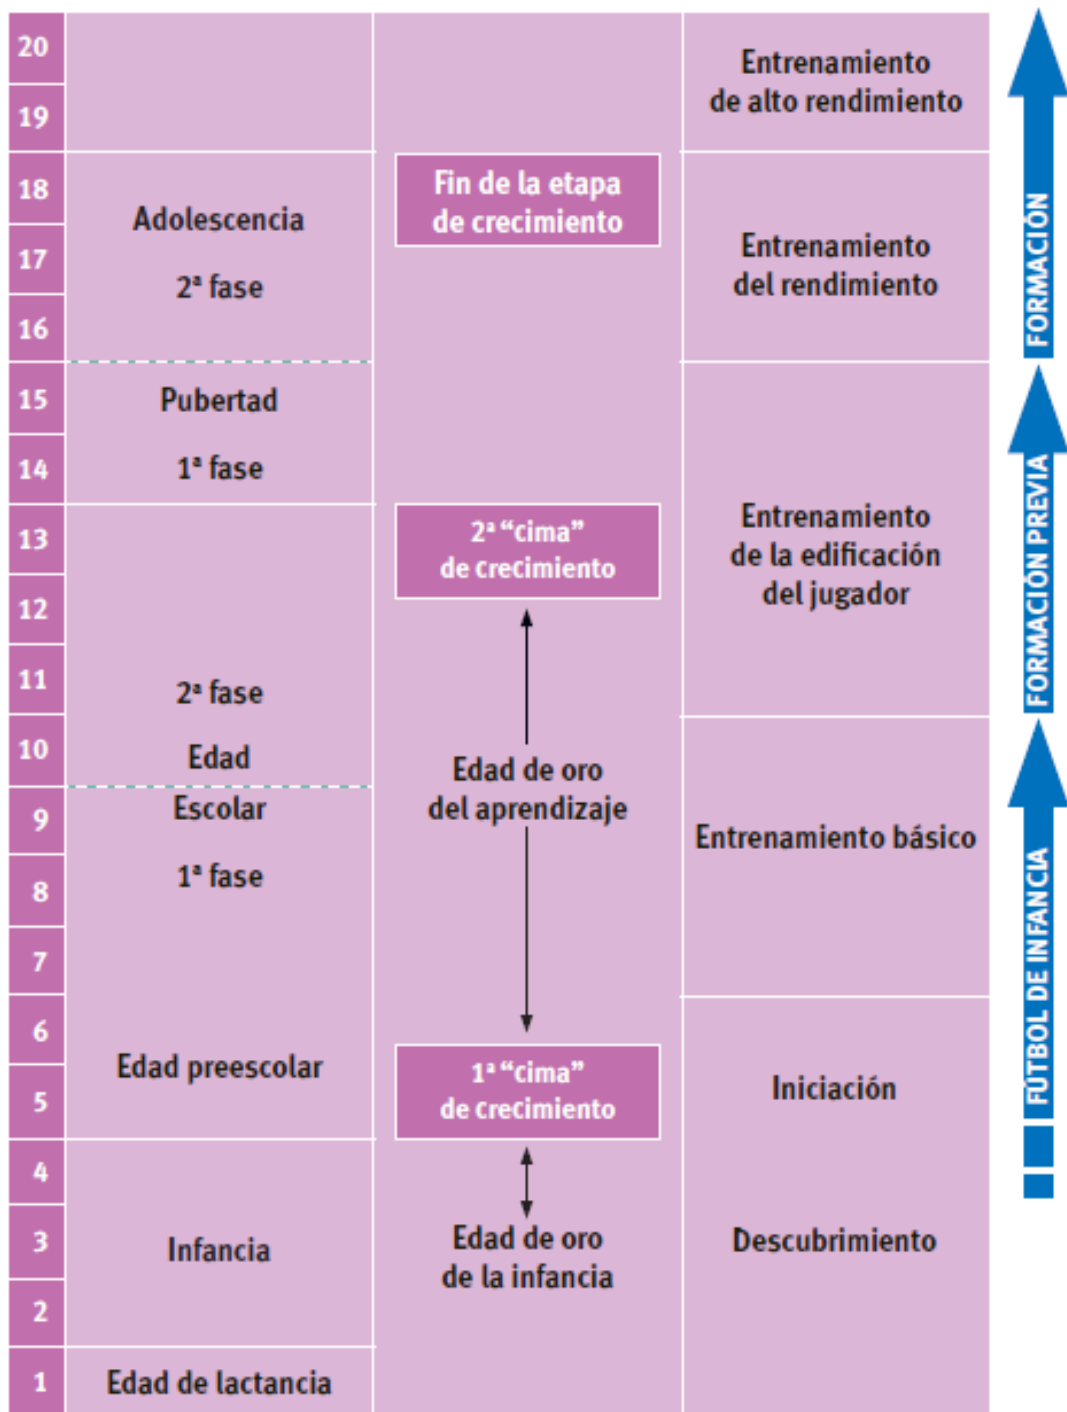 20
19
18
17
16
15
14
13
12
11
10
9
8
7
6
5
4
3
2
1
Adolescencia
2ª fase
Pubertad
1ª fase
2ª fase
Edad
Escolar
1ª fase
Edad preescolar
Infancia
Edad de lactancia
Fin de la etapa
de crecimiento
2ª “cima”
de crecimiento
Edad de oro
del aprendizaje
1ª “cima”
de crecimiento
Edad de oro
de la infancia
Entrenamiento
de alto rendimiento
Entrenamiento
del rendimiento
Entrenamiento
de la edificación
del jugador
Entrenamiento básico
Iniciación
Descubrimiento
FORMACIÓN
FORMACIÓN PREVIA
FÚTBOL DE INFANCIA